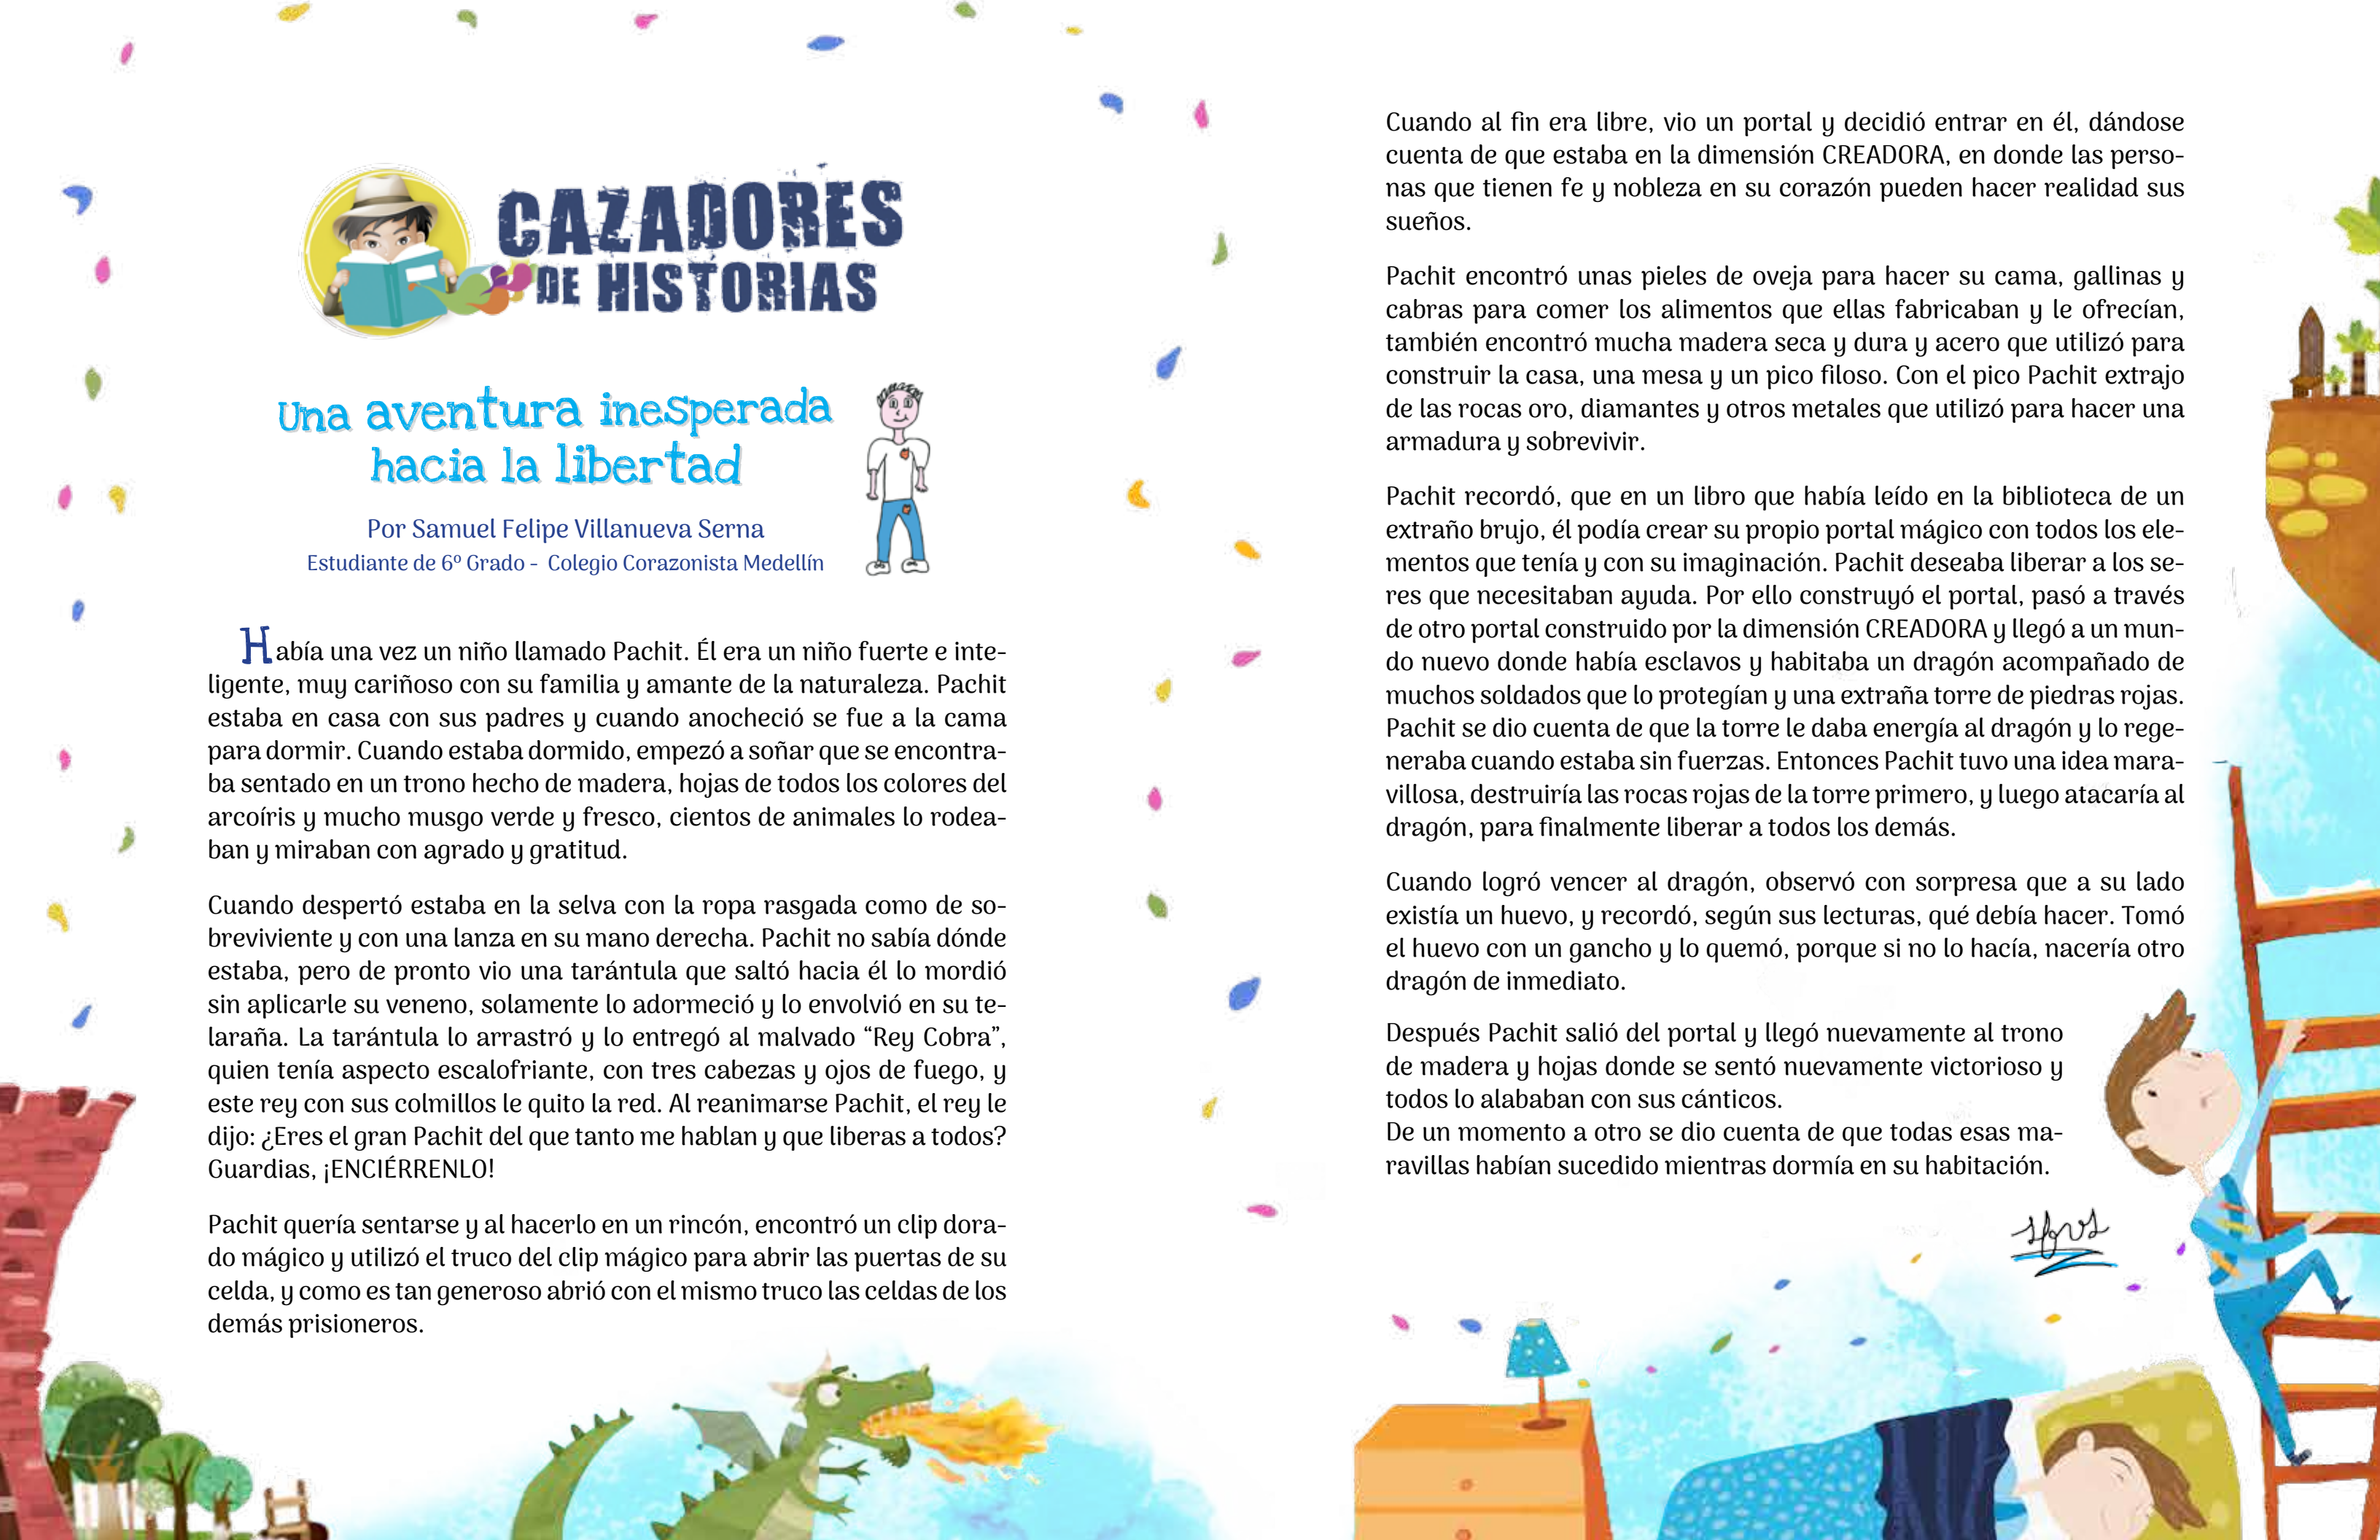 CAZADORES
DE HISTORIAS
Una aventura inesperada
hacia la libertad
Por Samuel Felipe Villanueva Serna
Estudiante de 6º Grado - Colegio Corazonista Medellín
Había una vez un niño llamado Pachit. Él era un niño fuerte e inte-
ligente, muy cariñoso con su familia y amante de la naturaleza. Pachit
estaba en casa con sus padres y cuando anocheció se fue a la cama
para dormir. Cuando estaba dormido, empezó a soñar que se encontra-
ba sentado en un trono hecho de madera, hojas de todos los colores del
arcoíris y mucho musgo verde y fresco, cientos de animales lo rodea-
ban y miraban con agrado y gratitud.
Cuando despertó estaba en la selva con la ropa rasgada como de so-
breviviente y con una lanza en su mano derecha. Pachit no sabía dónde
estaba, pero de pronto vio una tarántula que saltó hacia él lo mordió
sin aplicarle su veneno, solamente lo adormeció y lo envolvió en su te-
laraña. La tarántula lo arrastró y lo entregó al malvado “Rey Cobra”,
quien tenía aspecto escalofriante, con tres cabezas y ojos de fuego, y
este rey con sus colmillos le quito la red. Al reanimarse Pachit, el rey le
dijo: ¿Eres el gran Pachit del que tanto me hablan y que liberas a todos?
Guardias, ¡ENCIÉRRENLO!
Pachit quería sentarse y al hacerlo en un rincón, encontró un clip dora-
do mágico y utilizó el truco del clip mágico para abrir las puertas de su
celda, y como es tan generoso abrió con el mismo truco las celdas de los
demás prisioneros.
Cuando al fin era libre, vio un portal y decidió entrar en él, dándose
cuenta de que estaba en la dimensión CREADORA, en donde las perso-
nas que tienen fe y nobleza en su corazón pueden hacer realidad sus
sueños.
Pachit encontró unas pieles de oveja para hacer su cama, gallinas y
cabras para comer los alimentos que ellas fabricaban y le ofrecían,
también encontró mucha madera seca y dura y acero que utilizó para
construir la casa, una mesa y un pico filoso. Con el pico Pachit extrajo
de las rocas oro, diamantes y otros metales que utilizó para hacer una
armadura y sobrevivir.
Pachit recordó, que en un libro que había leído en la biblioteca de un
extraño brujo, él podía crear su propio portal mágico con todos los ele-
mentos que tenía y con su imaginación. Pachit deseaba liberar a los se-
res que necesitaban ayuda. Por ello construyó el portal, pasó a través
de otro portal construido por la dimensión CREADORA y llegó a un mun-
do nuevo donde había esclavos y habitaba un dragón acompañado de
muchos soldados que lo protegían y una extraña torre de piedras rojas.
Pachit se dio cuenta de que la torre le daba energía al dragón y lo rege-
neraba cuando estaba sin fuerzas. Entonces Pachit tuvo una idea mara-
villosa, destruiría las rocas rojas de la torre primero, y luego atacaría al
dragón, para finalmente liberar a todos los demás.
Cuando logró vencer al dragón, observó con sorpresa que a su lado
existía un huevo, y recordó, según sus lecturas, qué debía hacer. Tomó
el huevo con un gancho y lo quemó, porque si no lo hacía, nacería otro
dragón de inmediato.
Después Pachit salió del portal y llegó nuevamente al trono
de madera y hojas donde se sentó nuevamente victorioso y
todos lo alababan con sus cánticos.
De un momento a otro se dio cuenta de que todas esas ma-
ravillas habían sucedido mientras dormía en su habitación.